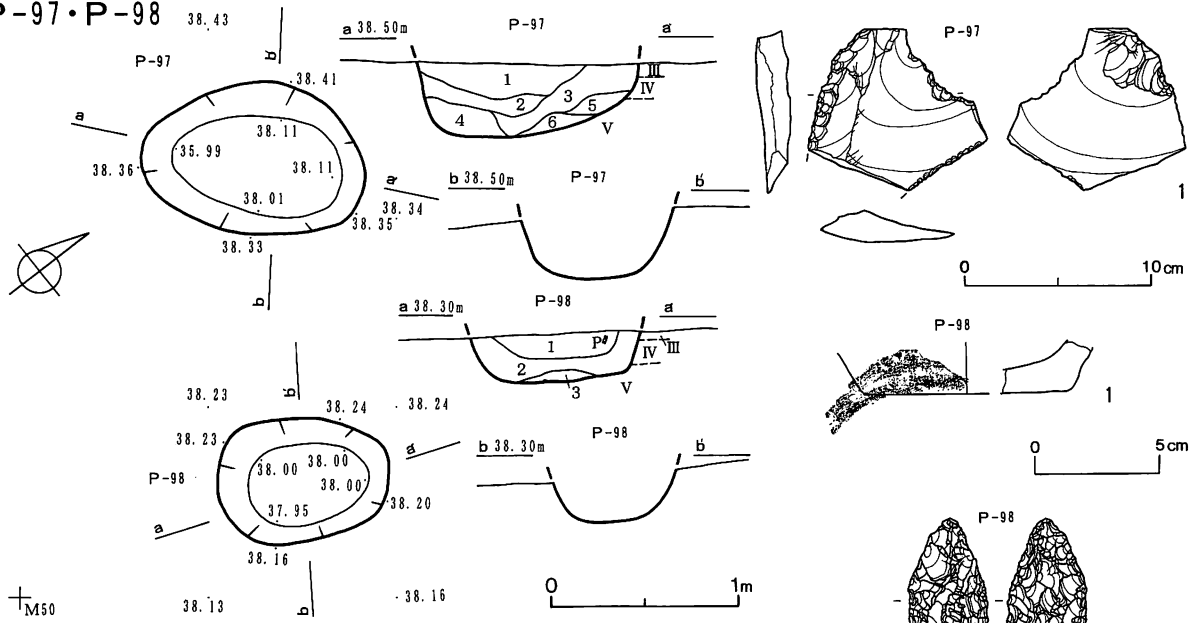 P-97・P-98
38.43
P-97
b'
38.41
a
38.11
35.99
38.36
38.11
38.01
a'
38.34
38.35
38.33
b
a 38.50m
P-97
a'
1
2
3
4
5
6
III
IV
V
b 38.50m
P-97
b'
a 38.30m
P-98
a'
1
P
2
3
III
IV
V
b 38.30m
P-98
b'
0
1m
38.23
b'
38.24
38.24
38.23
a'
38.00
38.00
38.00
P-98
38.20
37.95
a
38.16
M50
38.13
b
38.16
P-97
1
0
10cm
P-98
1
0
5cm
P-98